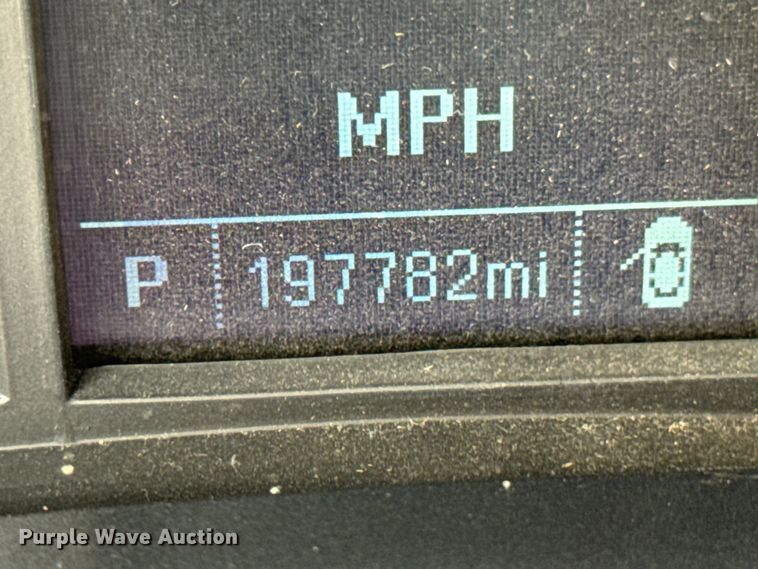 MPH
P 197782mi
Purple Wave Auction